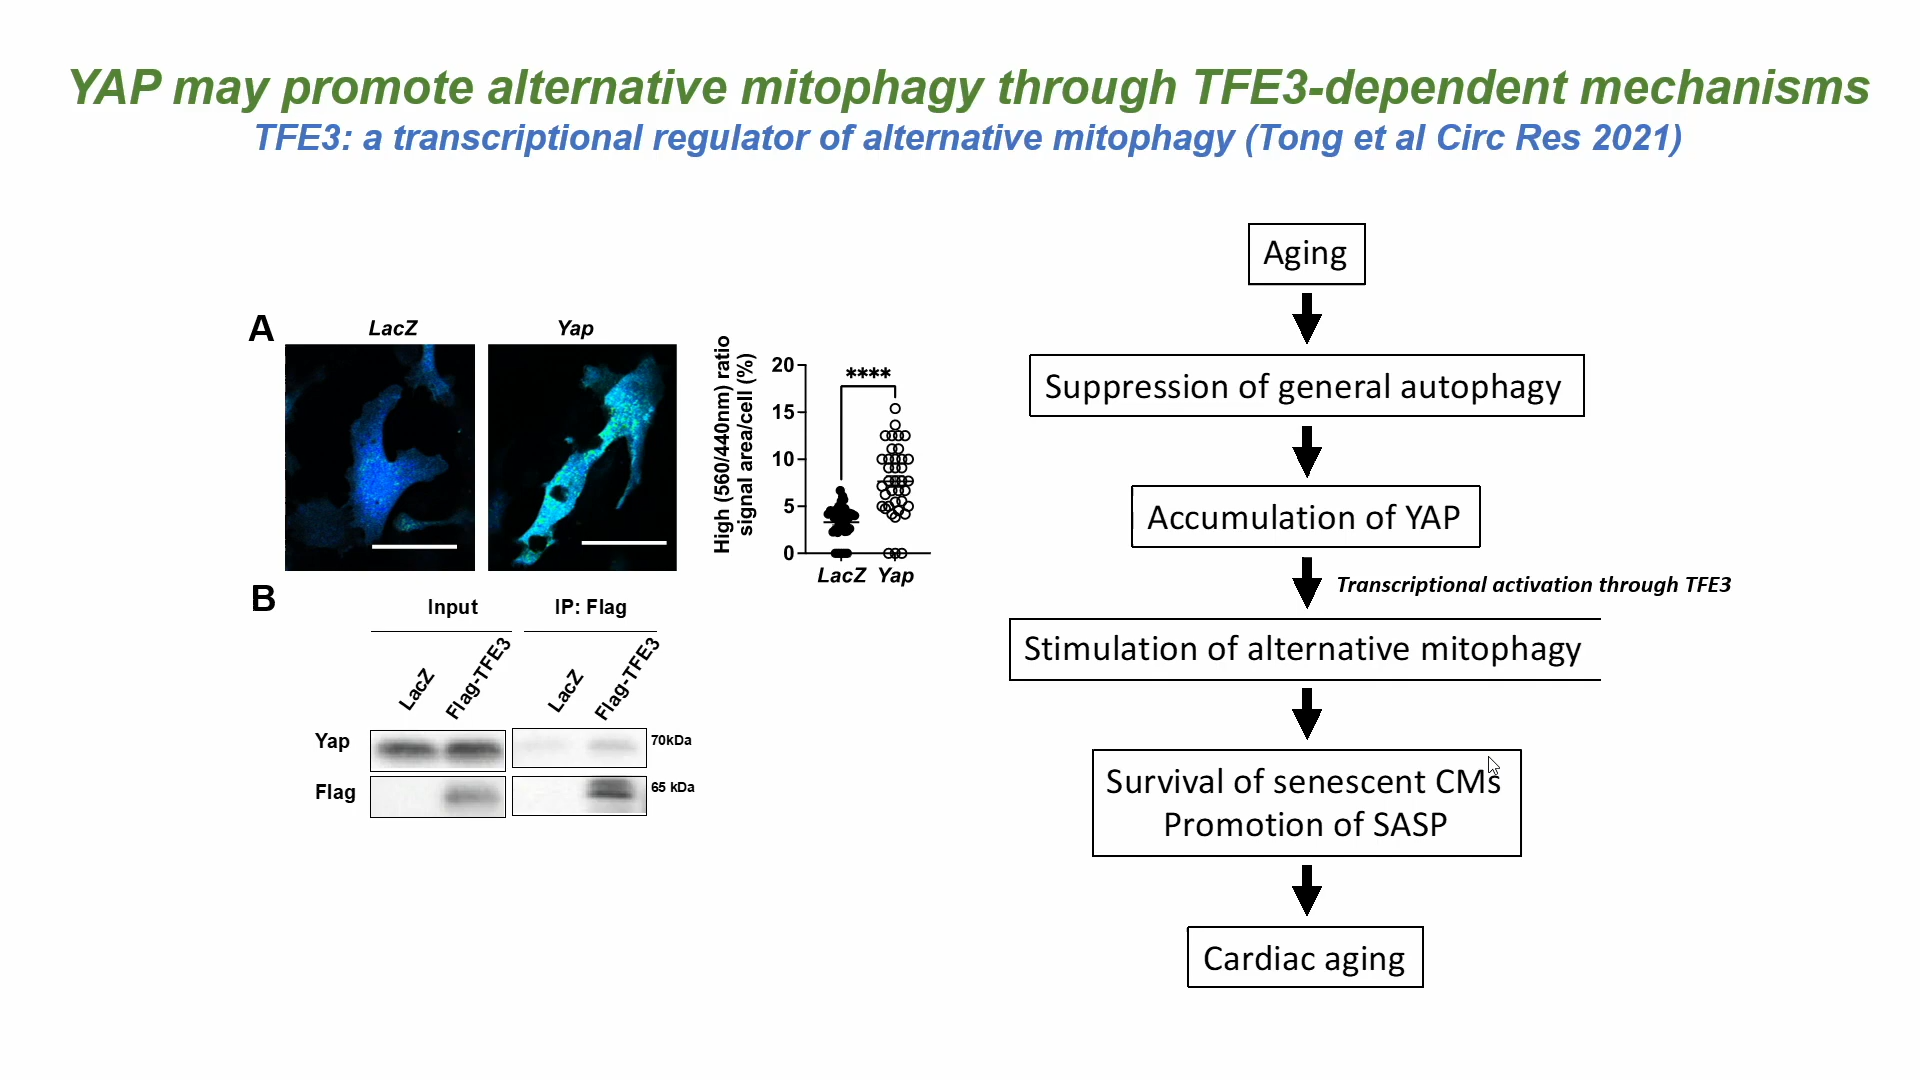 YAP may promote alternative mitophagy through TFE3-dependent mechanisms
TFE3: a transcriptional regulator of alternative mitophagy (Tong et al Circ Res 2021)
A
LacZ
Yap
High (560/440nm) ratio
signal area/cell (%)
20
15
10
5
0
****
LacZ
Yap
B
Input
IP: Flag
LacZ
Flag-TFE3
LacZ
Flag-TFE3
Yap
70kDa
Flag
65 kDa
Aging
Suppression of general autophagy
Accumulation of YAP
Transcriptional activation through TFE3
Stimulation of alternative mitophagy
Survival of senescent CMs
Promotion of SASP
Cardiac aging